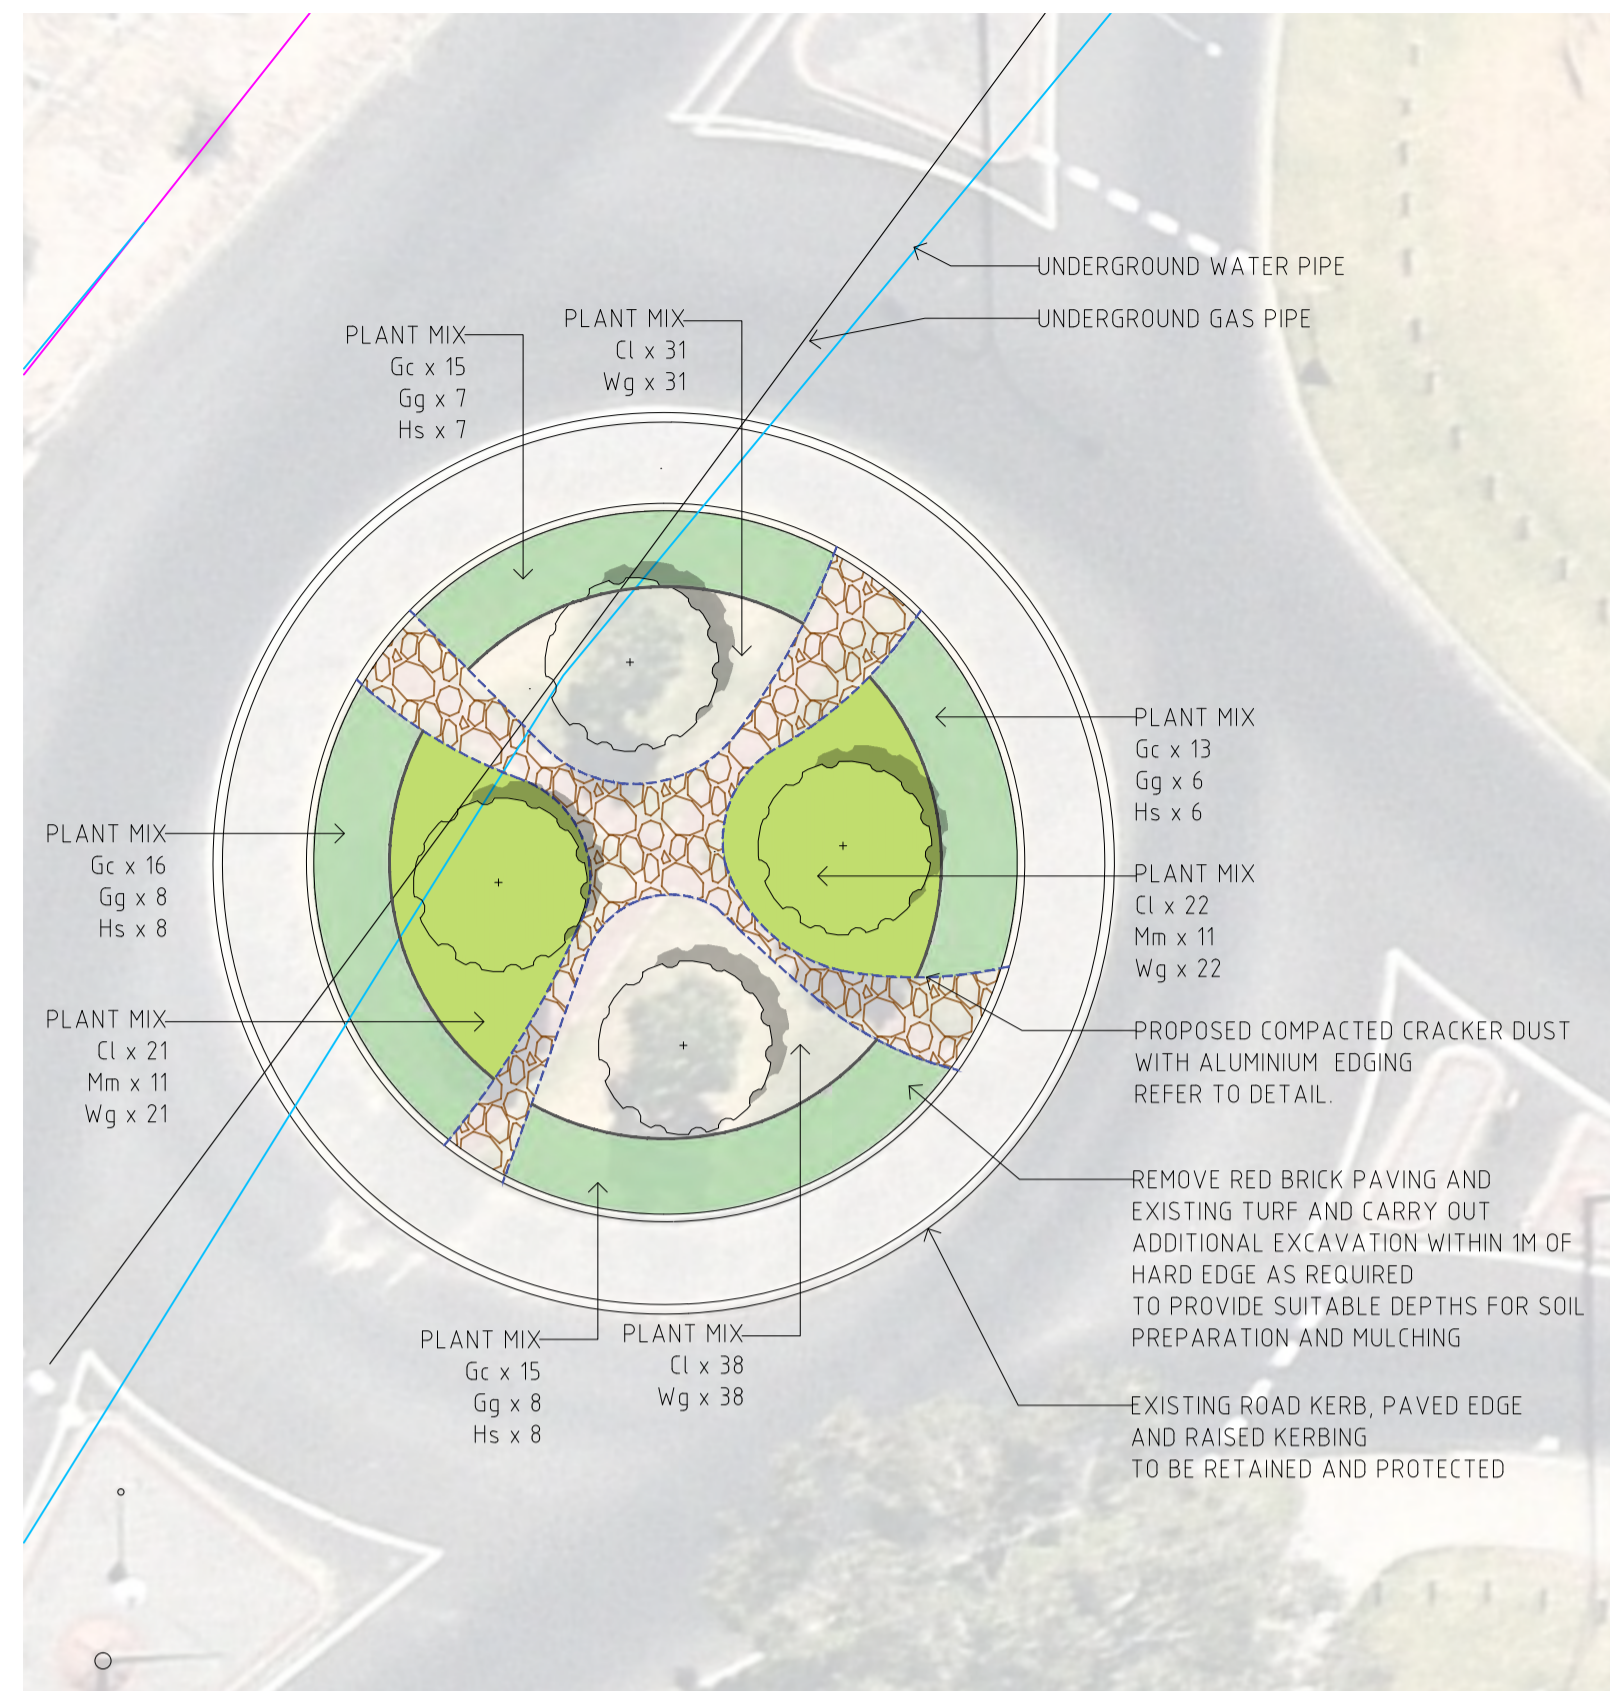 UNDERGROUND WATER PIPE
UNDERGROUND GAS PIPE
PLANT MIX
Cl x 31
Wg x 31
PLANT MIX
Gc x 15
Gg x 7
Hs x 7
PLANT MIX
Gc x 13
Gg x 6
Hs x 6
PLANT MIX
Gc x 16
Gg x 8
Hs x 8
PLANT MIX
Cl x 22
Mm x 11
Wg x 22
PLANT MIX
Cl x 21
Mm x 11
Wg x 21
PROPOSED COMPACTED CRACKER DUST
WITH ALUMINIUM EDGING
REFER TO DETAIL.
REMOVE RED BRICK PAVING AND
EXISTING TURF AND CARRY OUT
ADDITIONAL EXCAVATION WITHIN 1M OF
HARD EDGE AS REQUIRED
TO PROVIDE SUITABLE DEPTHS FOR SOIL
PREPARATION AND MULCHING
PLANT MIX
Gc x 15
Gg x 8
Hs x 8
PLANT MIX
Cl x 38
Wg x 38
EXISTING ROAD KERB, PAVED EDGE
AND RAISED KERBING
TO BE RETAINED AND PROTECTED